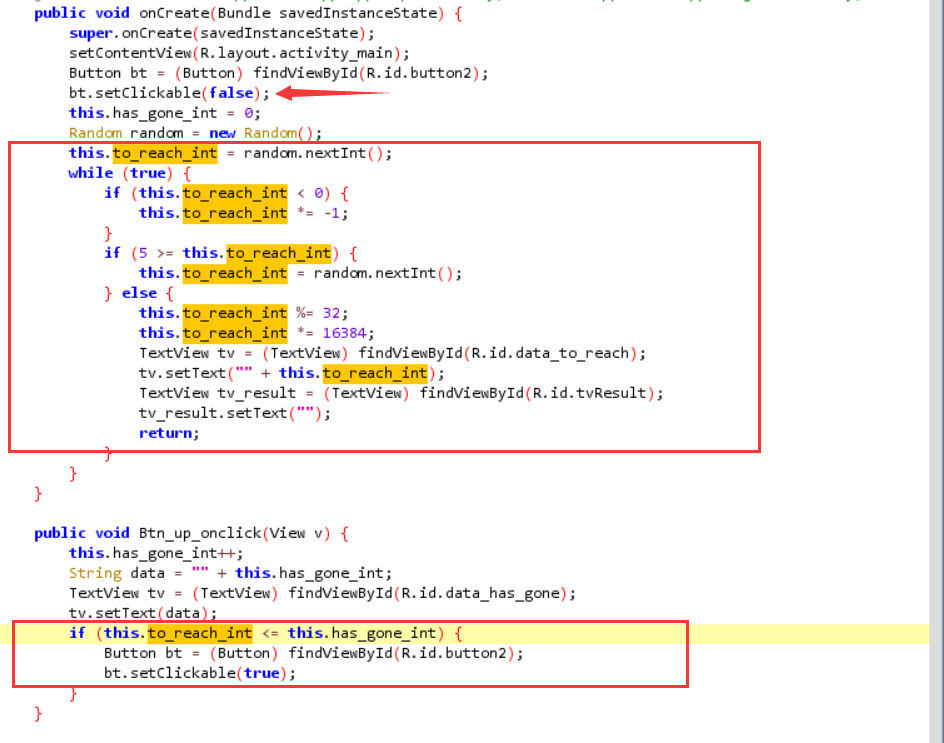 public void onCreate(Bundle savedInstanceState) {
super.onCreate(savedInstanceState);
setContentView(R.layout.activity_main);
Button bt = (Button) findViewById(R.id.button2);
bt.setClickable(false);
this.has_gone_int = 0;
Random random = new Random();
this.to_reach_int = random.nextInt();
while (true) {
if (this.to_reach_int < 0) {
this.to_reach_int *= -1;
}
if (5 >= this.to_reach_int) {
this.to_reach_int = random.nextInt();
} else {
this.to_reach_int %= 32;
this.to_reach_int *= 16384;
TextView tv = (TextView) findViewById(R.id.data_to_reach);
tv.setText("" + this.to_reach_int);
TextView tv_result = (TextView) findViewById(R.id.tvResult);
tv_result.setText("");
return;
}
}
}
public void Btn_up_onclick(View v) {
this.has_gone_int++;
String data = "" + this.has_gone_int;
TextView tv = (TextView) findViewById(R.id.data_has_gone);
tv.setText(data);
if (this.to_reach_int <= this.has_gone_int) {
Button bt = (Button) findViewById(R.id.button2);
bt.setClickable(true);
}
}